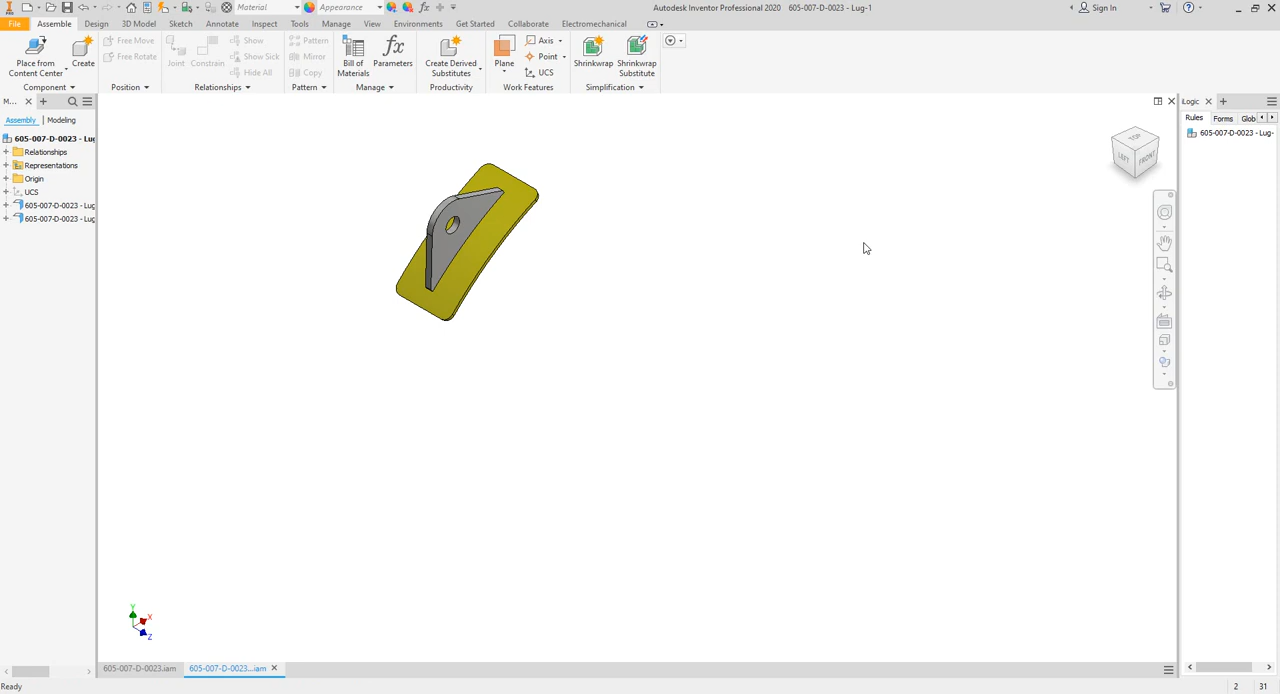 Material
Appearance
Autodesk Inventor Professional 2020   605-007-D-0023 - Lug-1
Sign In
File Assemble Design 3D Model Sketch Annotate Inspect Tools Manage View Environments Get Started Collaborate Electromechanical
Place from Content Center
Create
Free Move
Free Rotate
Joint
Constrain
Show
Show Sick
Hide All
Pattern
Mirror
Copy
Bill of Materials
fx
Parameters
Create Derived Substitutes
Plane
Axis
Point
UCS
Shrinkwrap
Shrinkwrap Substitute
Component
Position
Relationships
Pattern
Manage
Productivity
Work Features
Simplification
M...
Assembly
Modeling
605-007-D-0023 - Lug
Relationships
Representations
Origin
UCS
605-007-D-0023 - Lug
605-007-D-0023 - Lug
TOP
LEFT
FRONT
Logic
Rules Forms Glob
605-007-D-0023 - Lug-
Y
X
Z
605-007-D-0023.iam
605-007-D-0023...iam
Ready
2
31